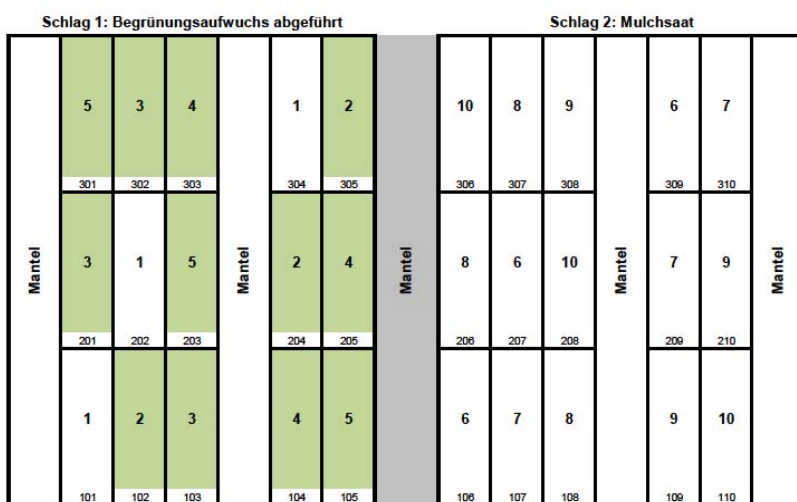 Schlag 1: Begrünungsaufwuchs abgeführt
Schlag 2: Mulchsaat
5 3 4 1 2 10 8 9 6 7
301 302 303 304 305 306 307 308 309 310
Mantel Mantel Mantel Mantel Mantel
3 1 5 2 4 8 6 10 7 9
201 202 203 204 205 206 207 208 209 210
1 2 3 4 5 6 7 8 9 10
101 102 103 104 105 106 107 108 109 110